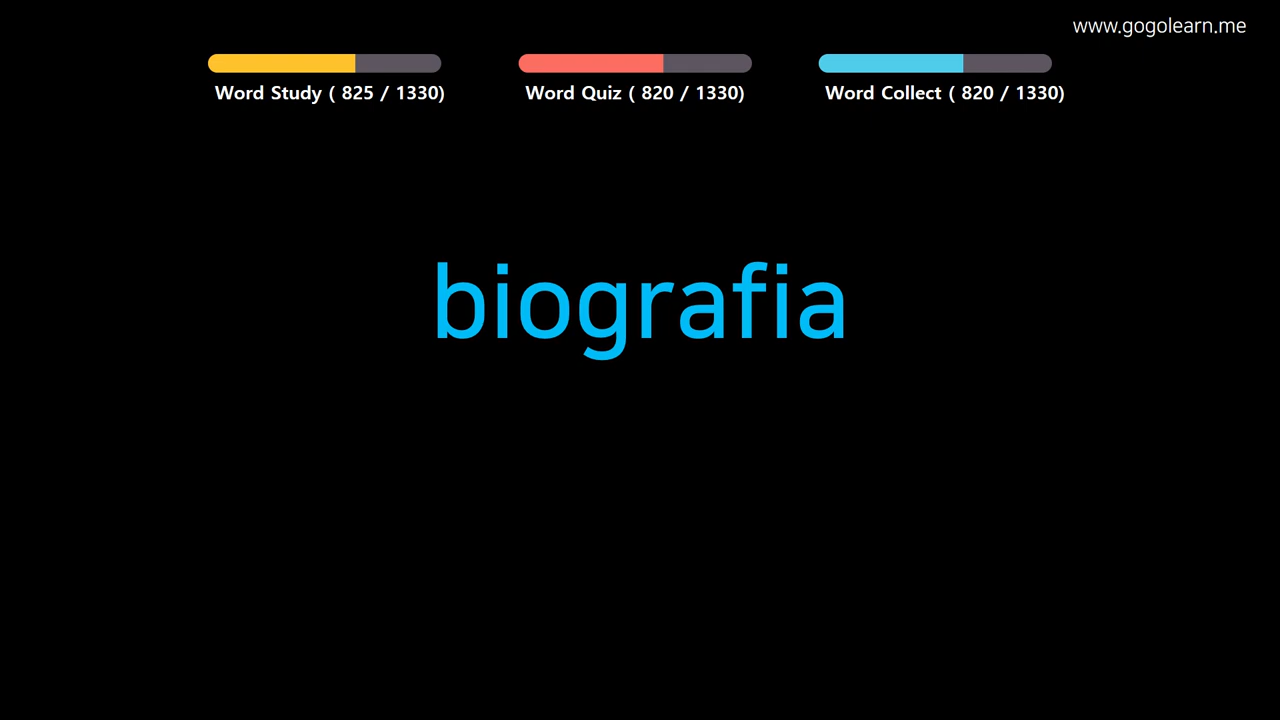 www.gogolearn.me
Word Study ( 825 / 1330)
Word Quiz ( 820 / 1330)
Word Collect ( 820 / 1330)
biografia